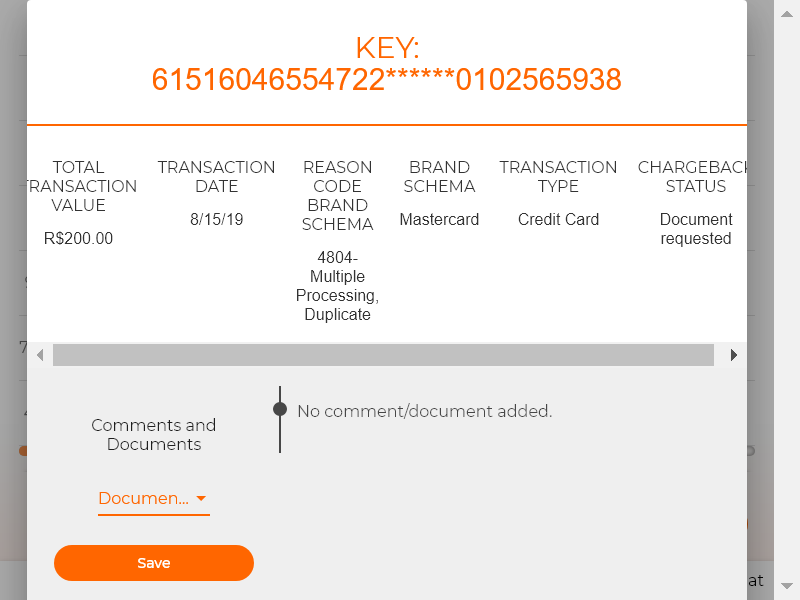 KEY:
61516046554722******0102565938
TOTAL
TRANSACTION
VALUE
R$200.00
TRANSACTION
DATE
8/15/19
REASON
CODE
BRAND
SCHEMA
4804-
Multiple
Processing,
Duplicate
BRAND
SCHEMA
Mastercard
TRANSACTION
TYPE
Credit Card
CHARGEBACK
STATUS
Document
requested
Comments and
Documents
No comment/document added.
Documen...
Save
at